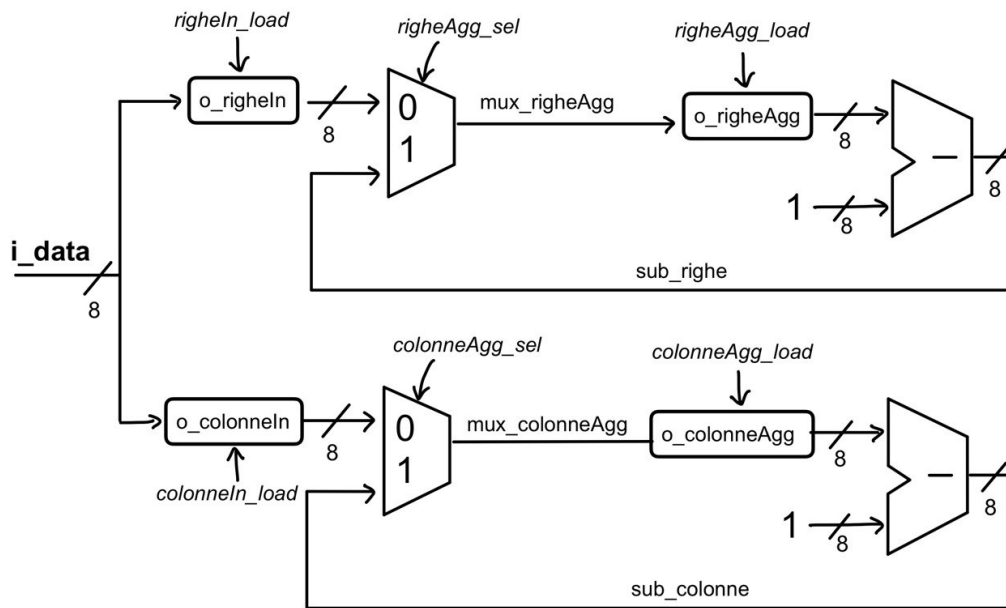 righeIn_load
righeAgg_sel
righeAgg_load
o_righeIn
8
0
1
mux_righeAgg
o_righeAgg
8
1
8
–
8
i_data
8
sub_righe
colonneAgg_sel
colonneAgg_load
o_colonneIn
8
colonneIn_load
0
1
mux_colonneAgg
o_colonneAgg
8
1
8
–
8
sub_colonne